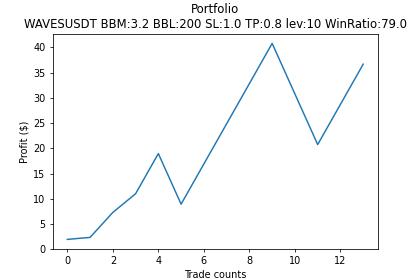 Portfolio
WAVESUSDT BBM:3.2 BBL:200 SL:1.0 TP:0.8 lev:10 WinRatio:79.0
40
35
30
25
20
15
10
5
0
Profit ($)
0 2 4 6 8 10 12
Trade counts